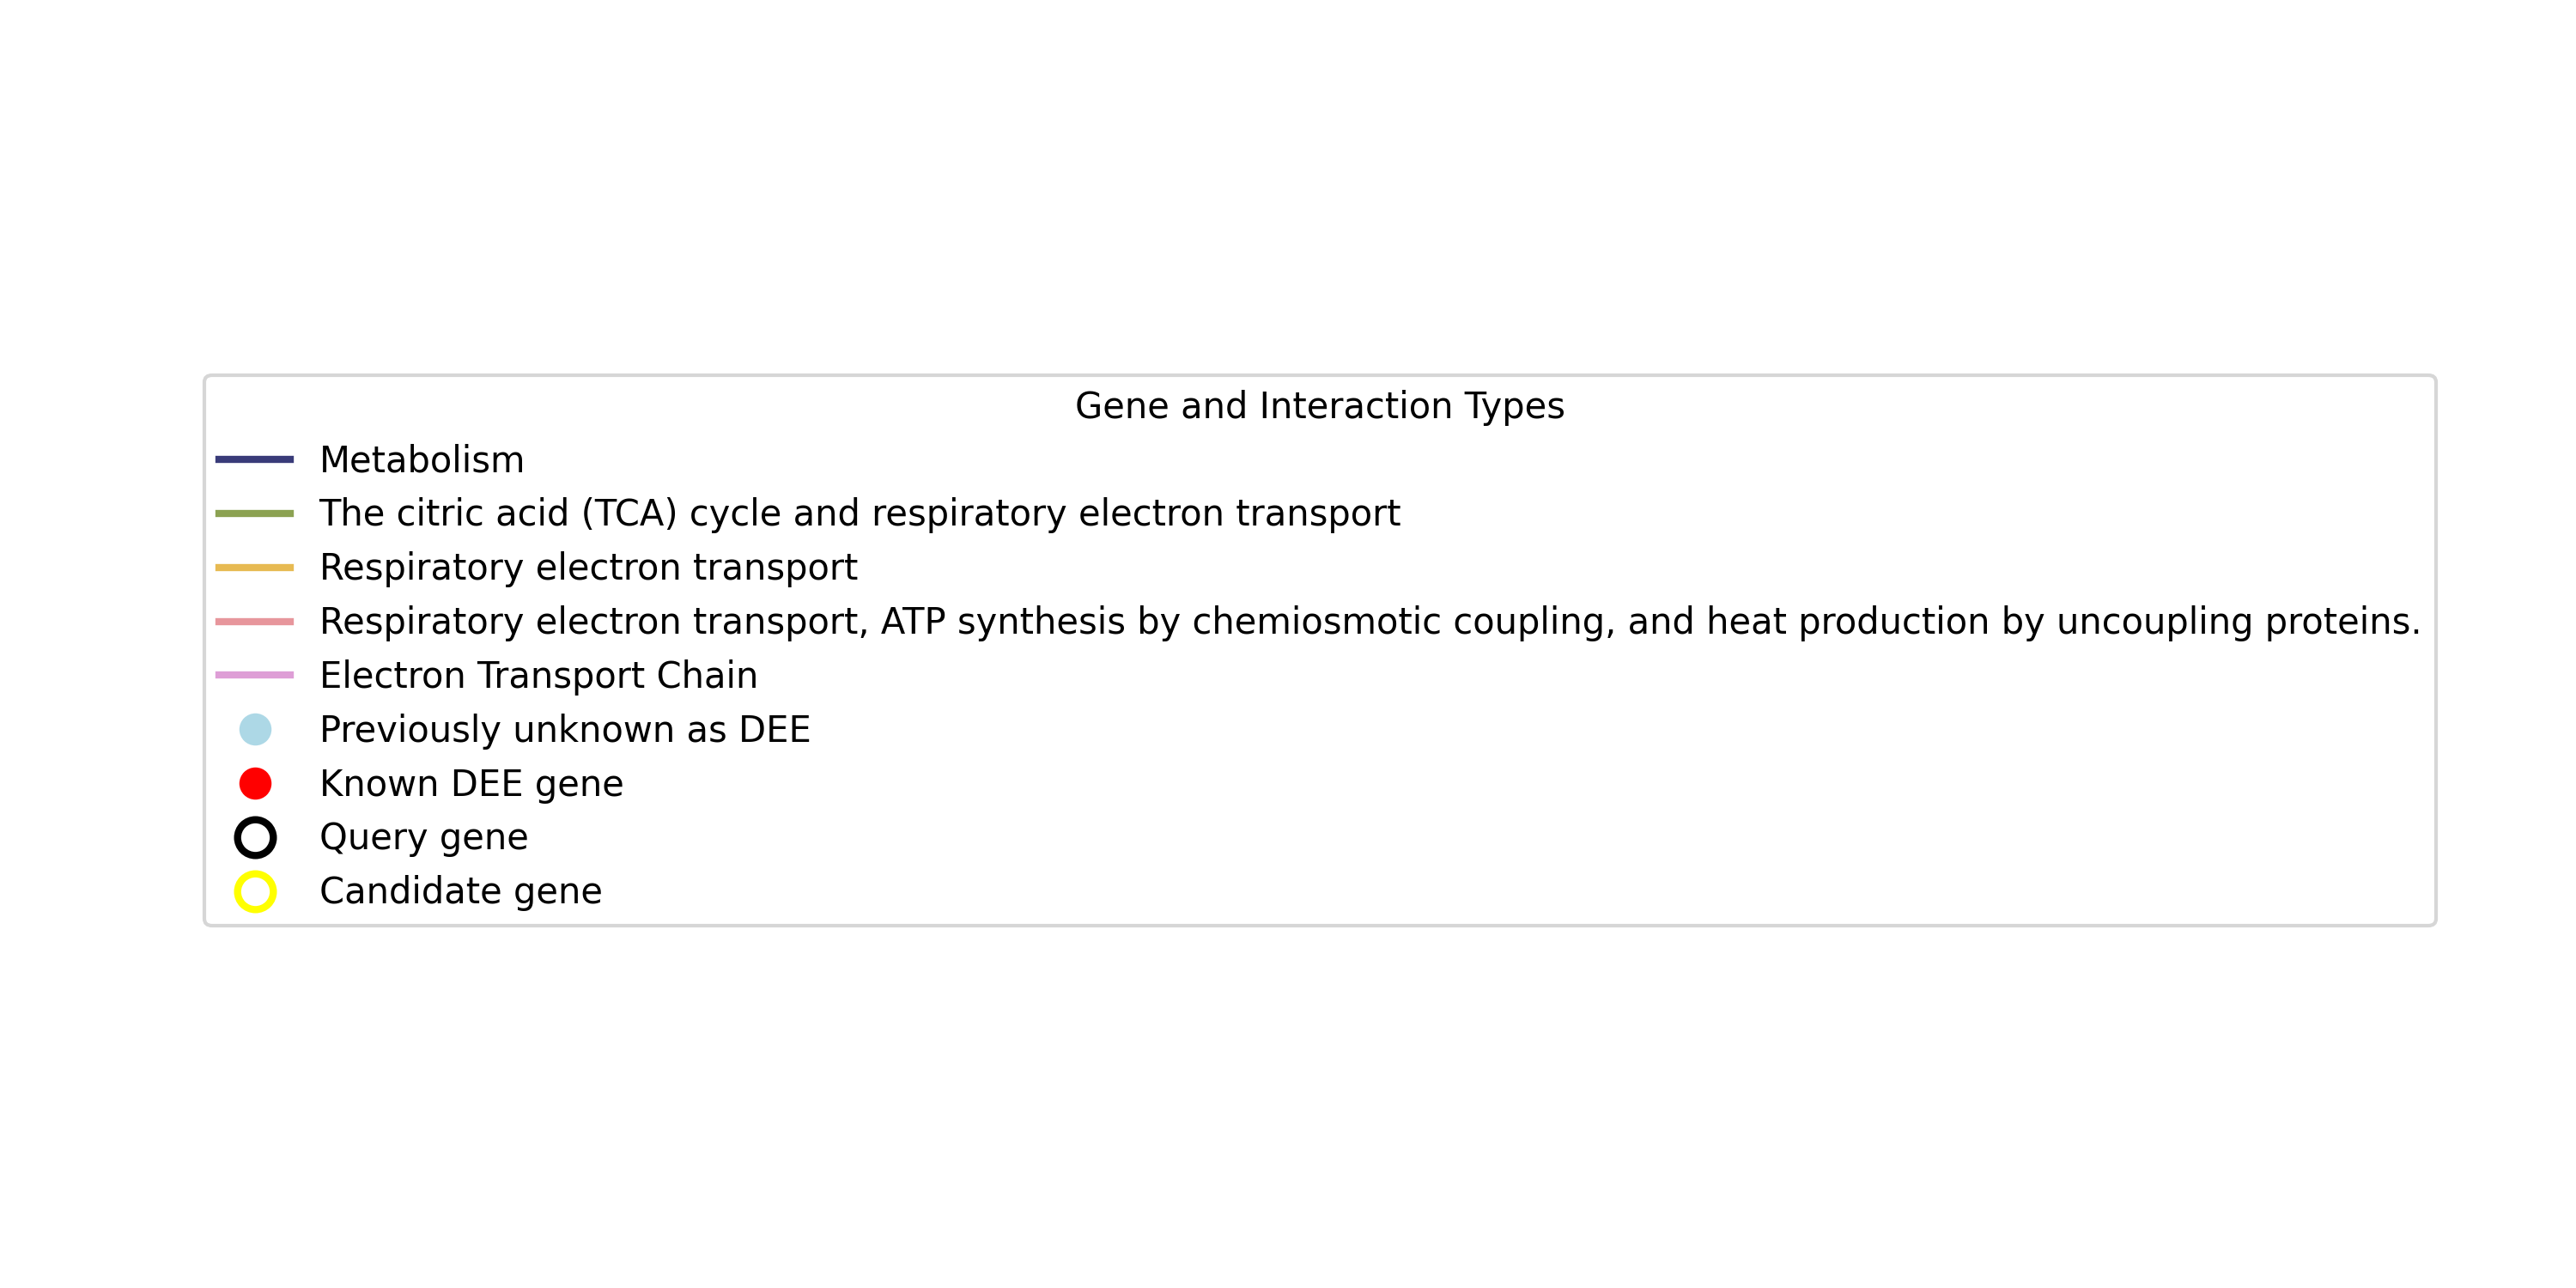 Gene and Interaction Types
Metabolism
The citric acid (TCA) cycle and respiratory electron transport
Respiratory electron transport
Respiratory electron transport, ATP synthesis by chemiosmotic coupling, and heat production by uncoupling proteins.
Electron Transport Chain
Previously unknown as DEE
Known DEE gene
Query gene
Candidate gene